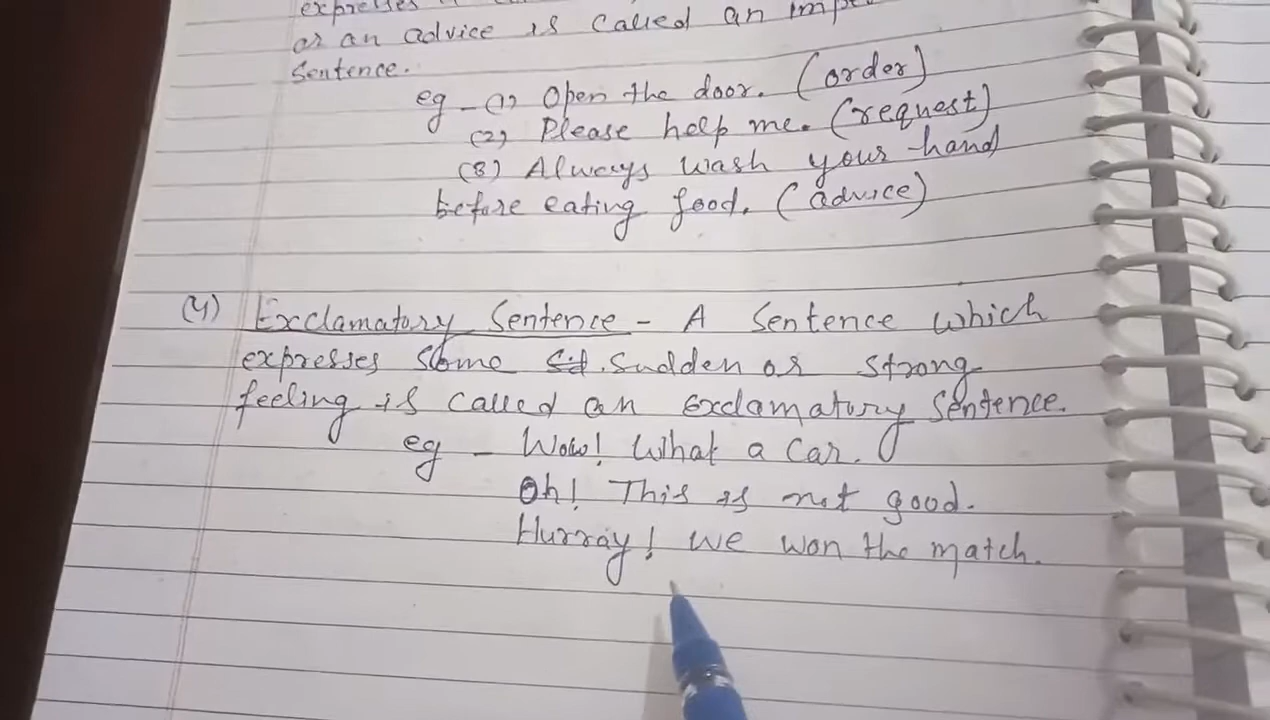 expresses
or an advice is called an
Sentence.
eg - (1) Open the door. (order)
(2) Please help me. (request)
(3) Always wash your hand
before eating food. (advice)
(4) Exclamatory Sentence - A Sentence which
expresses some Sudden or strong
feeling is called an exclamatory Sentence.
eg - Wow! What a Car.
Oh! This is not good.
Hurray! We won the match.